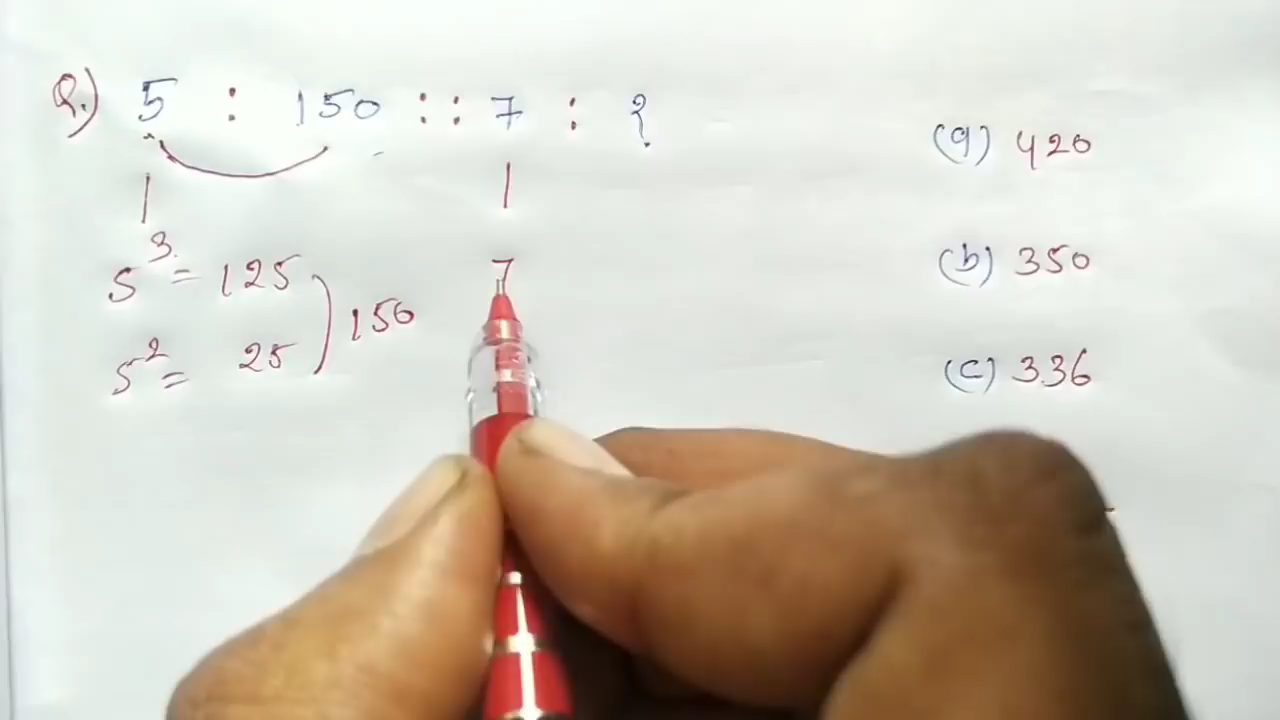 Q.) 5 : 150 :: 7 : ?
(a) 420
(b) 350
(c) 336
5³ = 125
5² = 25
150
7